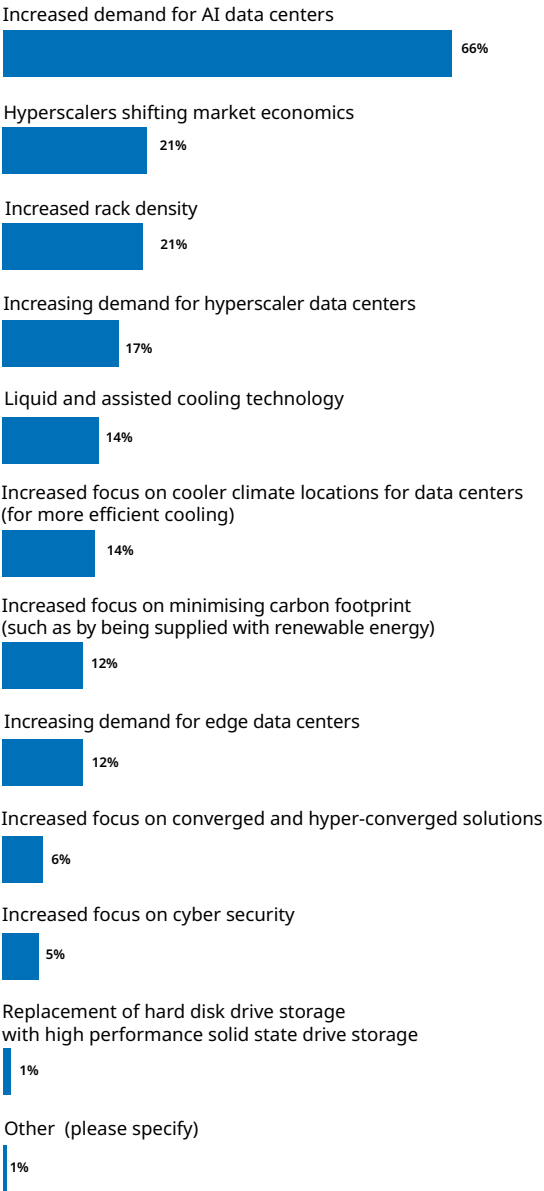 Increased demand for AI data centers
66%
Hyperscalers shifting market economics
21%
Increased rack density
21%
Increasing demand for hyperscaler data centers
17%
Liquid and assisted cooling technology
14%
Increased focus on cooler climate locations for data centers
(for more efficient cooling)
14%
Increased focus on minimising carbon footprint
(such as by being supplied with renewable energy)
12%
Increasing demand for edge data centers
12%
Increased focus on converged and hyper-converged solutions
6%
Increased focus on cyber security
5%
Replacement of hard disk drive storage
with high performance solid state drive storage
1%
Other (please specify)
1%